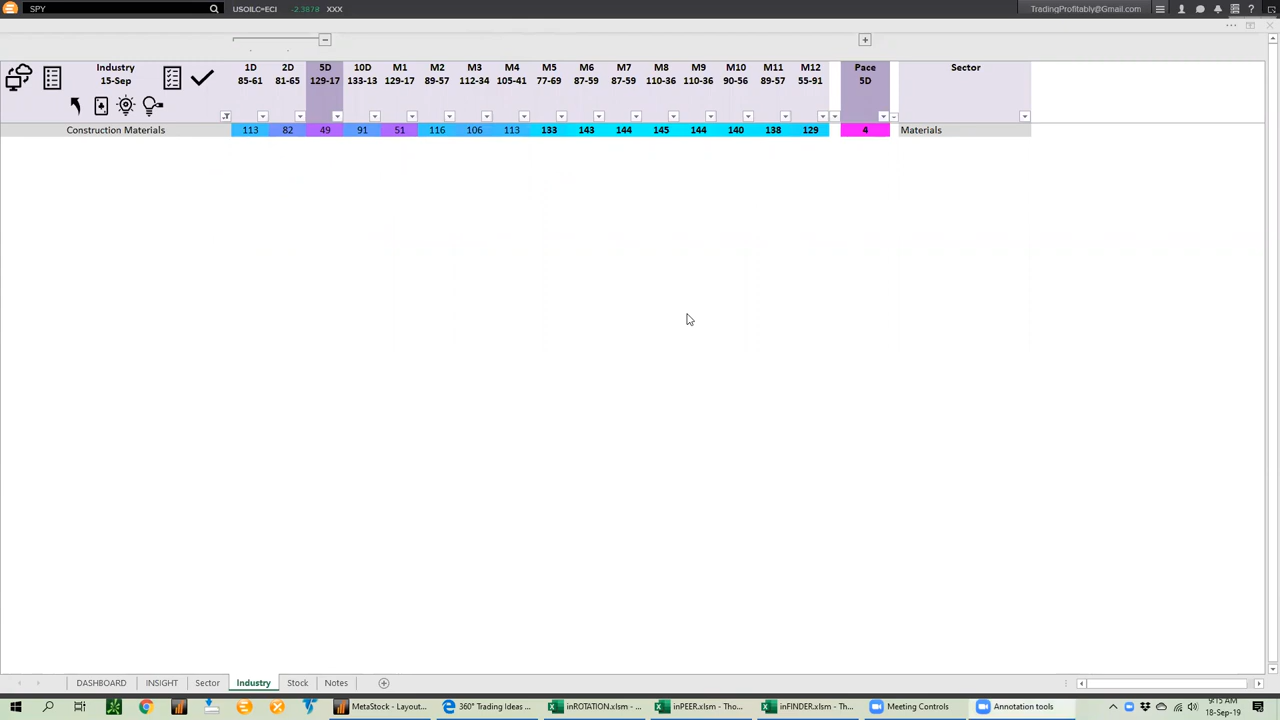 SPY
USOILC=ECI -2.3878 XXX
TradingProfitably@Gmail.com
Industry 1D 2D 5D 10D M1 M2 M3 M4 M5 M6 M7 M8 M9 M10 M11 M12 Pace Sector
15-Sep 85-61 81-65 129-17 133-13 129-17 89-57 112-34 105-41 77-69 87-59 87-59 110-36 110-36 90-56 89-57 55-91 5D
Construction Materials 113 82 49 91 51 116 106 113 133 143 144 145 144 140 138 129 4 Materials
DASHBOARD INSIGHT Sector Industry Stock Notes
MetaStock - Layout... 360° Trading Ideas ... inROTATION.xlsm - ... inPEER.xlsm - Tho... inFINDER.xlsm - Th... Meeting Controls Annotation tools 9:15 AM
18-Sep-19